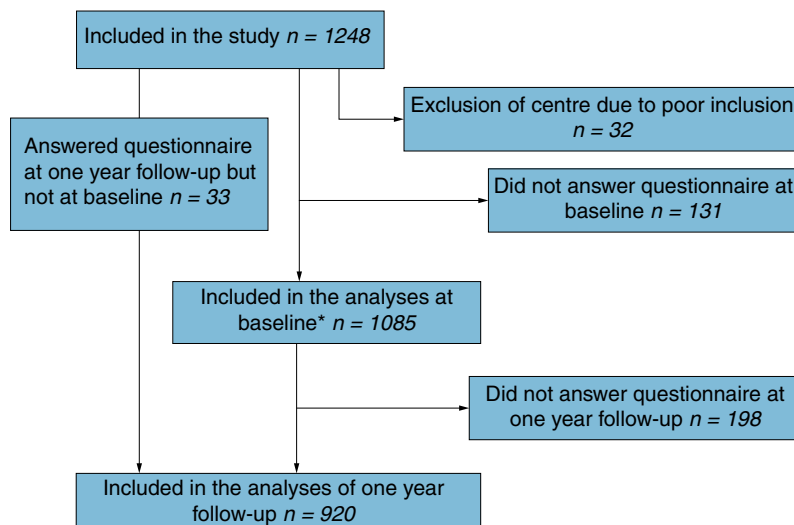 Included in the study n = 1248
Exclusion of centre due to poor inclusion
n = 32
Answered questionnaire
at one year follow-up but
not at baseline n = 33
Did not answer questionnaire at
baseline n = 131
Included in the analyses at
baseline* n = 1085
Did not answer questionnaire at
one year follow-up n = 198
Included in the analyses of one year
follow-up n = 920